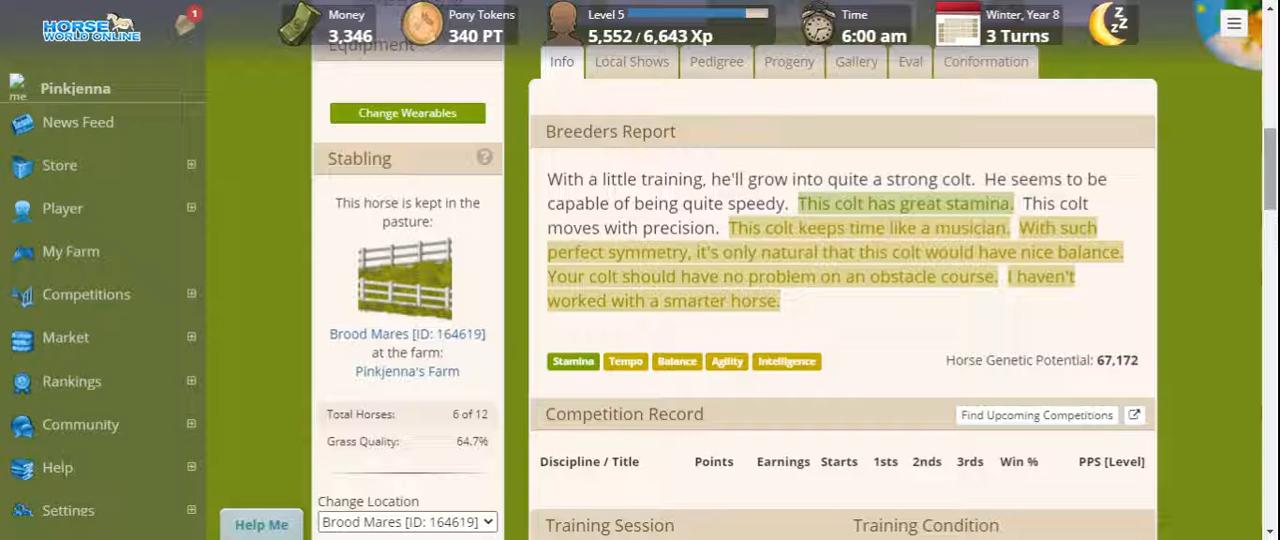 HORSE
WORLD ONLINE
1
Money
3,346
Pony Tokens
340 PT
Level 5
5,552 / 6,643 Xp
Time
6:00 am
Winter, Year 8
3 Turns
Z Z Z
me
Pinkjenna
News Feed
Store
Player
My Farm
Competitions
Market
Rankings
Community
Help
Settings
Equipment
Change Wearables
Stabling ?
This horse is kept in the
pasture:
Brood Mares [ID: 164619]
at the farm:
Pinkjenna's Farm
Total Horses: 6 of 12
Grass Quality: 64.7%
Change Location
Brood Mares [ID: 164619]
Help Me
Info Local Shows Pedigree Progeny Gallery Eval Conformation
Breeders Report
With a little training, he'll grow into quite a strong colt. He seems to be
capable of being quite speedy. This colt has great stamina. This colt
moves with precision. This colt keeps time like a musician. With such
perfect symmetry, it's only natural that this colt would have nice balance.
Your colt should have no problem on an obstacle course. I haven't
worked with a smarter horse.
Stamina Tempo Balance Agility Intelligence Horse Genetic Potential: 67,172
Competition Record Find Upcoming Competitions
Discipline / Title Points Earnings Starts 1sts 2nds 3rds Win % PPS [Level]
Training Session Training Condition